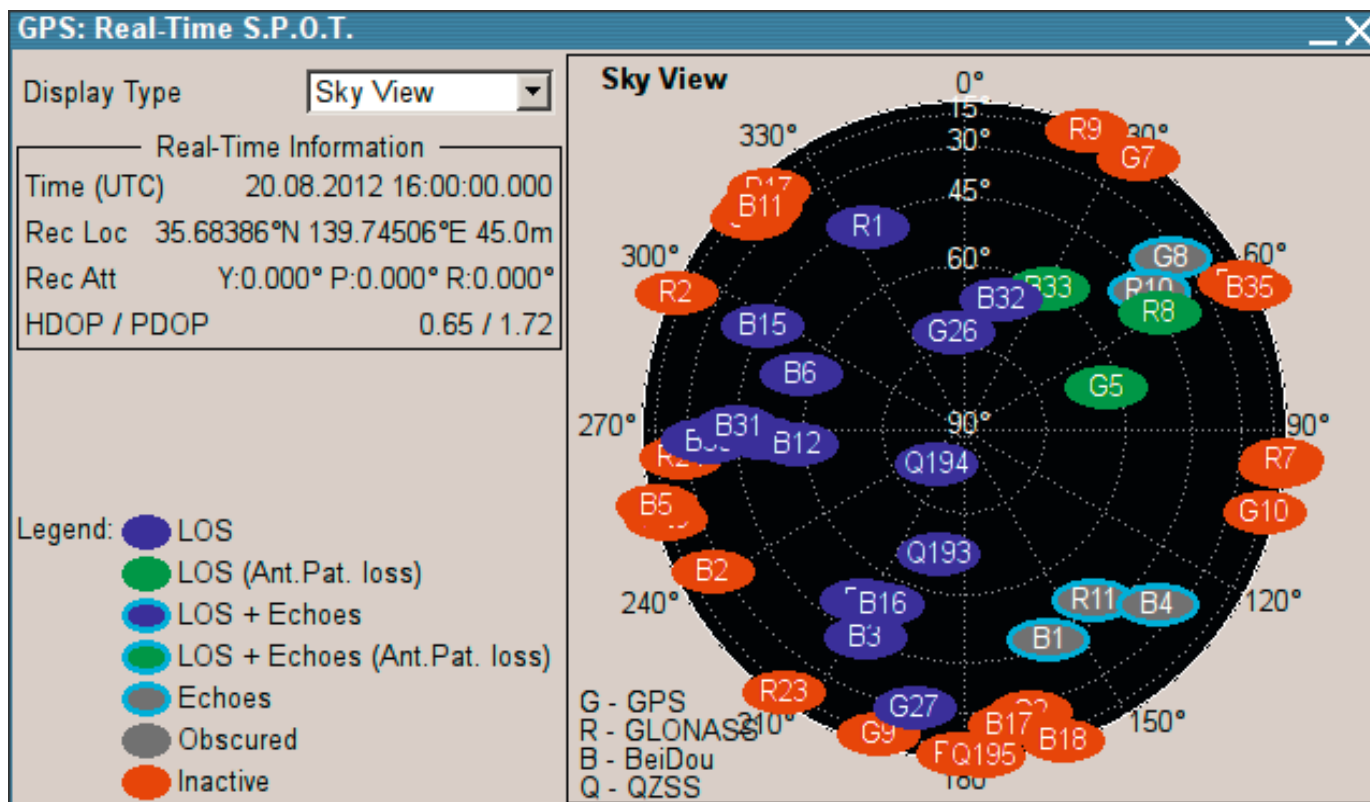 GPS: Real-Time S.P.O.T.
Display Type Sky View
Real-Time Information
Time (UTC) 20.08.2012 16:00:00.000
Rec Loc 35.68386°N 139.74506°E 45.0m
Rec Att Y:0.000° P:0.000° R:0.000°
HDOP / PDOP 0.65 / 1.72
Legend:
LOS
LOS (Ant.Pat. loss)
LOS + Echoes
LOS + Echoes (Ant.Pat. loss)
Echoes
Obscured
Inactive
Sky View
0°
15°
R9
330° 30° 30°
G7
45°
B11
R1
300° 60° G8 60°
R2 B32 B33 R10 B35
B15 G26 R8
B6 G5
270° B31 B12 90° 90°
Q194 R7
B5 G10
Q193
B2
240° B16 R11 B4 120°
B3 B1
R23 G27
210° G9 B17 B18 150°
Q195
180°
G - GPS
R - GLONASS
B - BeiDou
Q - QZSS